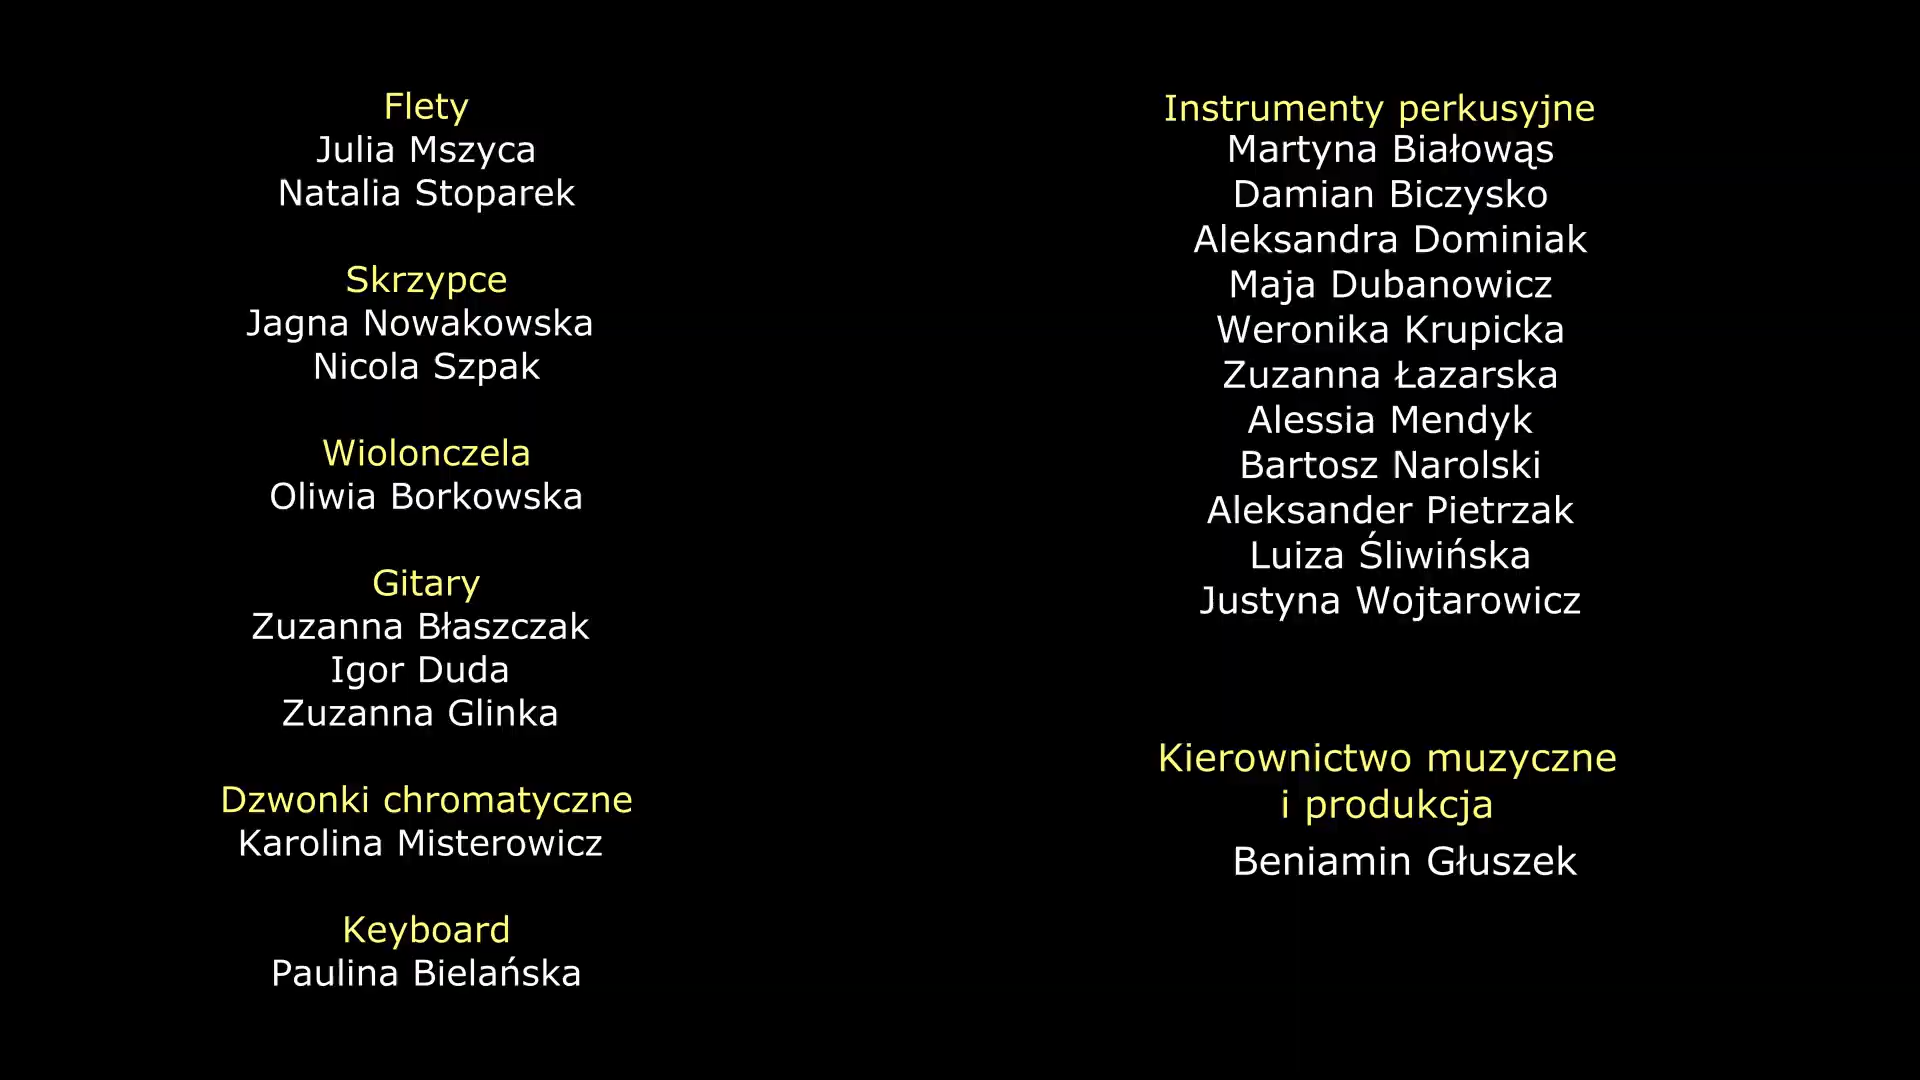 Flety
Julia Mszyca
Natalia Stoparek
Skrzypce
Jagna Nowakowska
Nicola Szpak
Wiolonczela
Oliwia Borkowska
Gitary
Zuzanna Błaszczak
Igor Duda
Zuzanna Glinka
Dzwonki chromatyczne
Karolina Misterowicz
Keyboard
Paulina Bielańska
Instrumenty perkusyjne
Martyna Białowąs
Damian Biczysko
Aleksandra Dominiak
Maja Dubanowicz
Weronika Krupicka
Zuzanna Łazarska
Alessia Mendyk
Bartosz Narolski
Aleksander Pietrzak
Luiza Śliwińska
Justyna Wojtarowicz
Kierownictwo muzyczne
i produkcja
Beniamin Głuszek